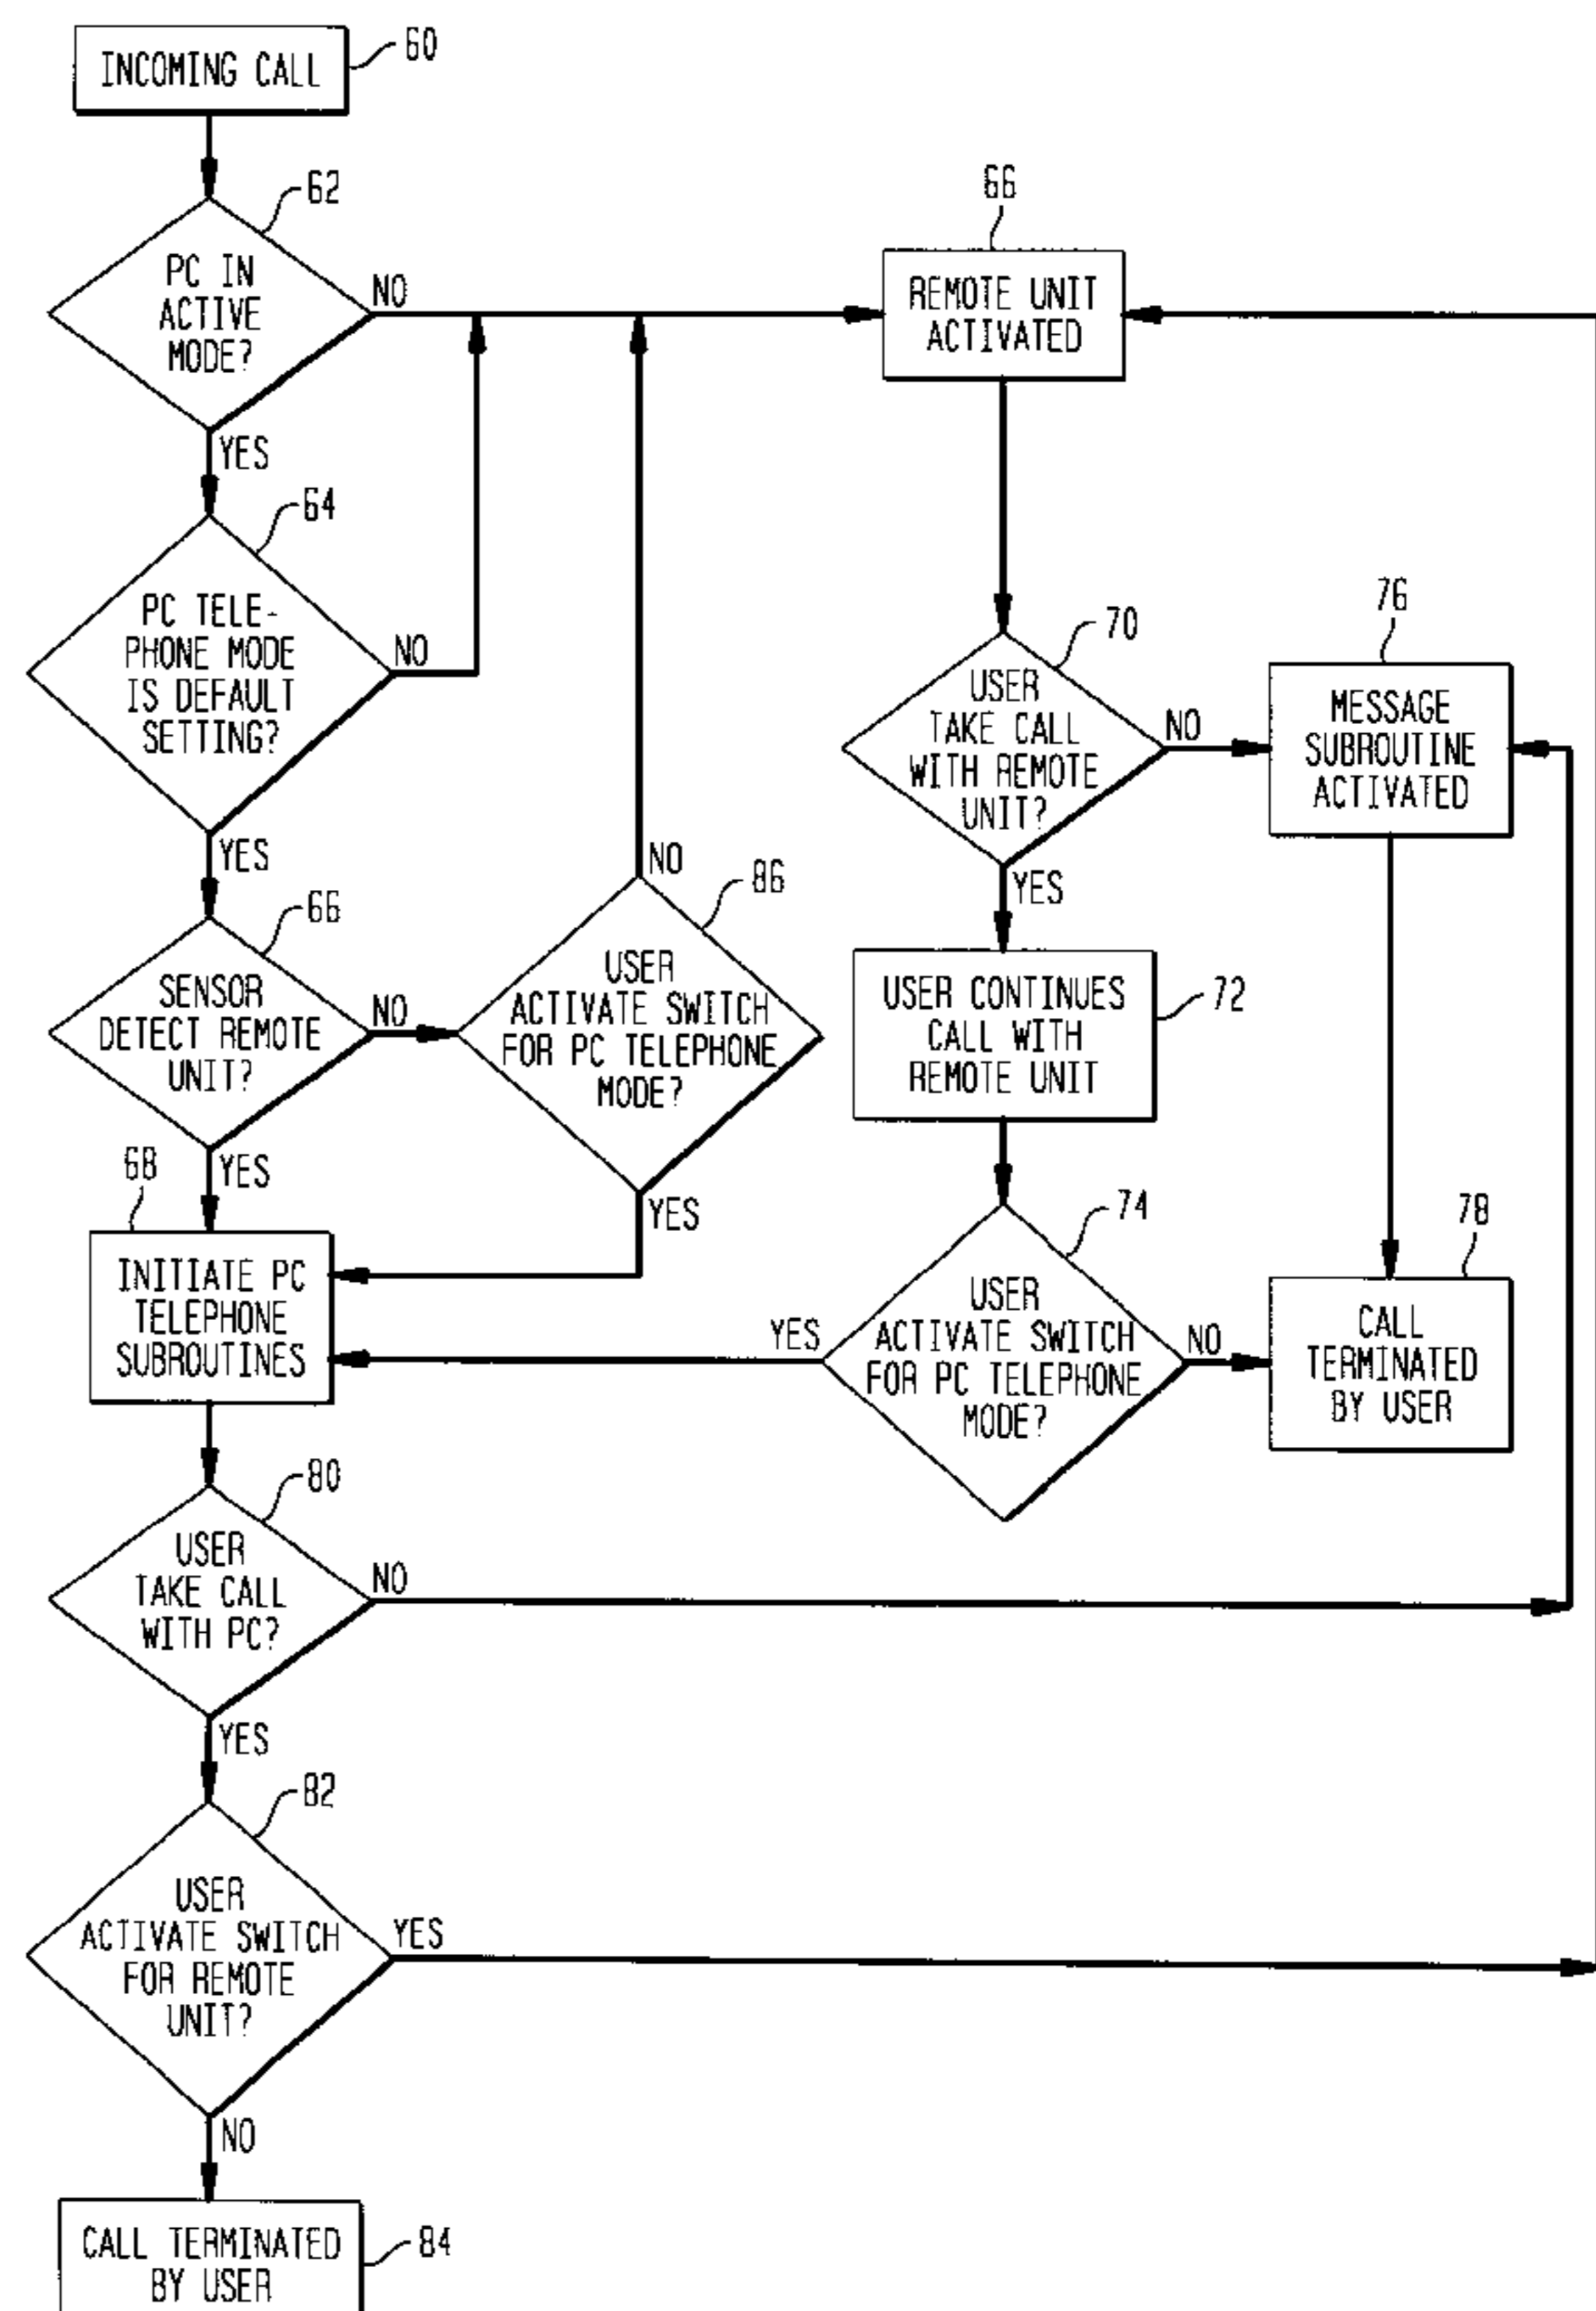 INCOMING CALL
60
62
PC IN
ACTIVE
MODE?
NO
YES
66
REMOTE UNIT
ACTIVATED
64
PC TELE-
PHONE MODE
IS DEFAULT
SETTING?
NO
YES
70
USER
TAKE CALL
WITH REMOTE
UNIT?
NO
YES
76
MESSAGE
SUBROUTINE
ACTIVATED
66
SENSOR
DETECT REMOTE
UNIT?
NO
YES
86
USER
ACTIVATE SWITCH
FOR PC TELEPHONE
MODE?
NO
YES
USER CONTINUES
CALL WITH
REMOTE UNIT
72
68
INITIATE PC
TELEPHONE
SUBROUTINES
74
USER
ACTIVATE SWITCH
FOR PC TELEPHONE
MODE?
YES
NO
78
CALL
TERMINATED
BY USER
80
USER
TAKE CALL
WITH PC?
NO
YES
82
USER
ACTIVATE SWITCH
FOR REMOTE
UNIT?
YES
NO
CALL TERMINATED
BY USER
84